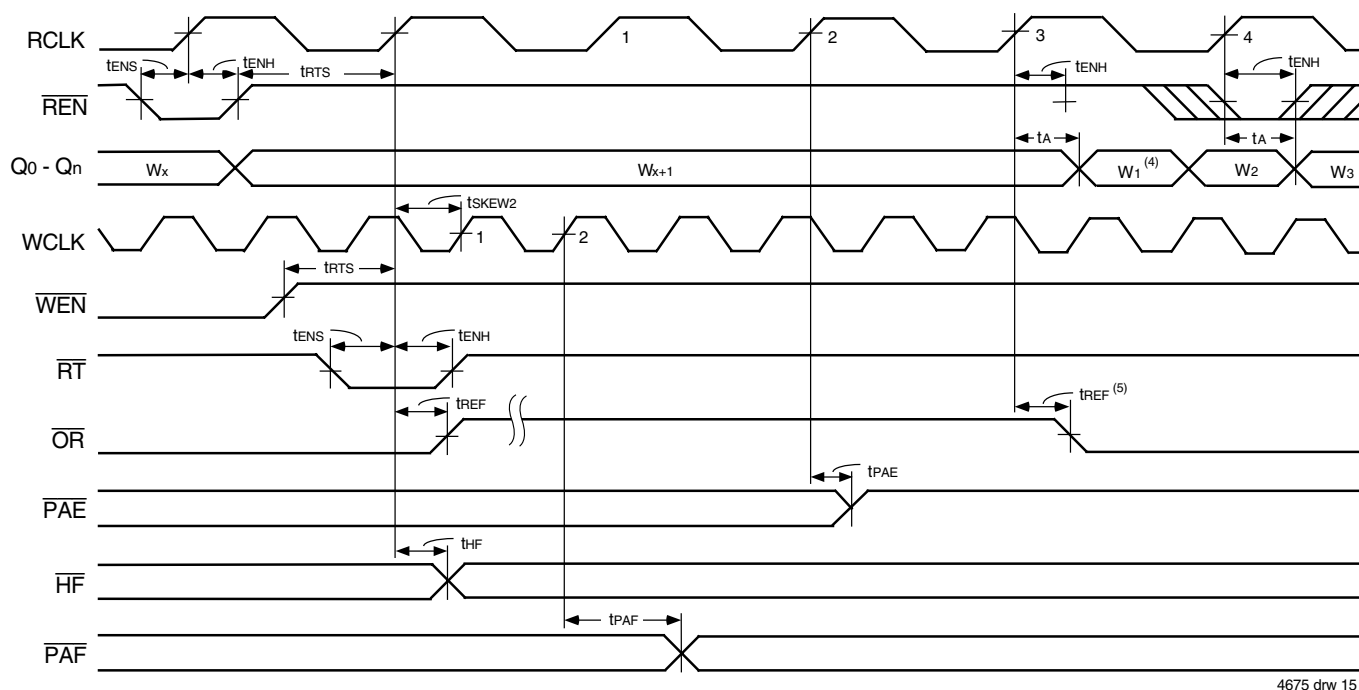 RCLK 1 2 3 4
tENS tENH tRTS tENH tENH
REN
tA tA
Q0 - Qn Wx Wx+1 W1 (4) W2 W3
tSKEW2
WCLK 1 2
tRTS
WEN
tENS tENH
RT
tREF tREF (5)
OR
tPAE
PAE
tHF
HF
tPAF
PAF
4675 drw 15